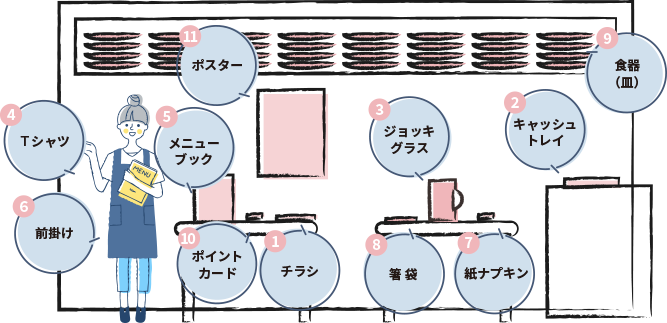 11
ポスター
9
食器
（皿）
4
Tシャツ
5
メニュー
ブック
3
ジョッキ
グラス
2
キャッシュ
トレイ
MENU
6
前掛け
10
ポイント
カード
1
チラシ
8
箸 袋
7
紙ナプキン